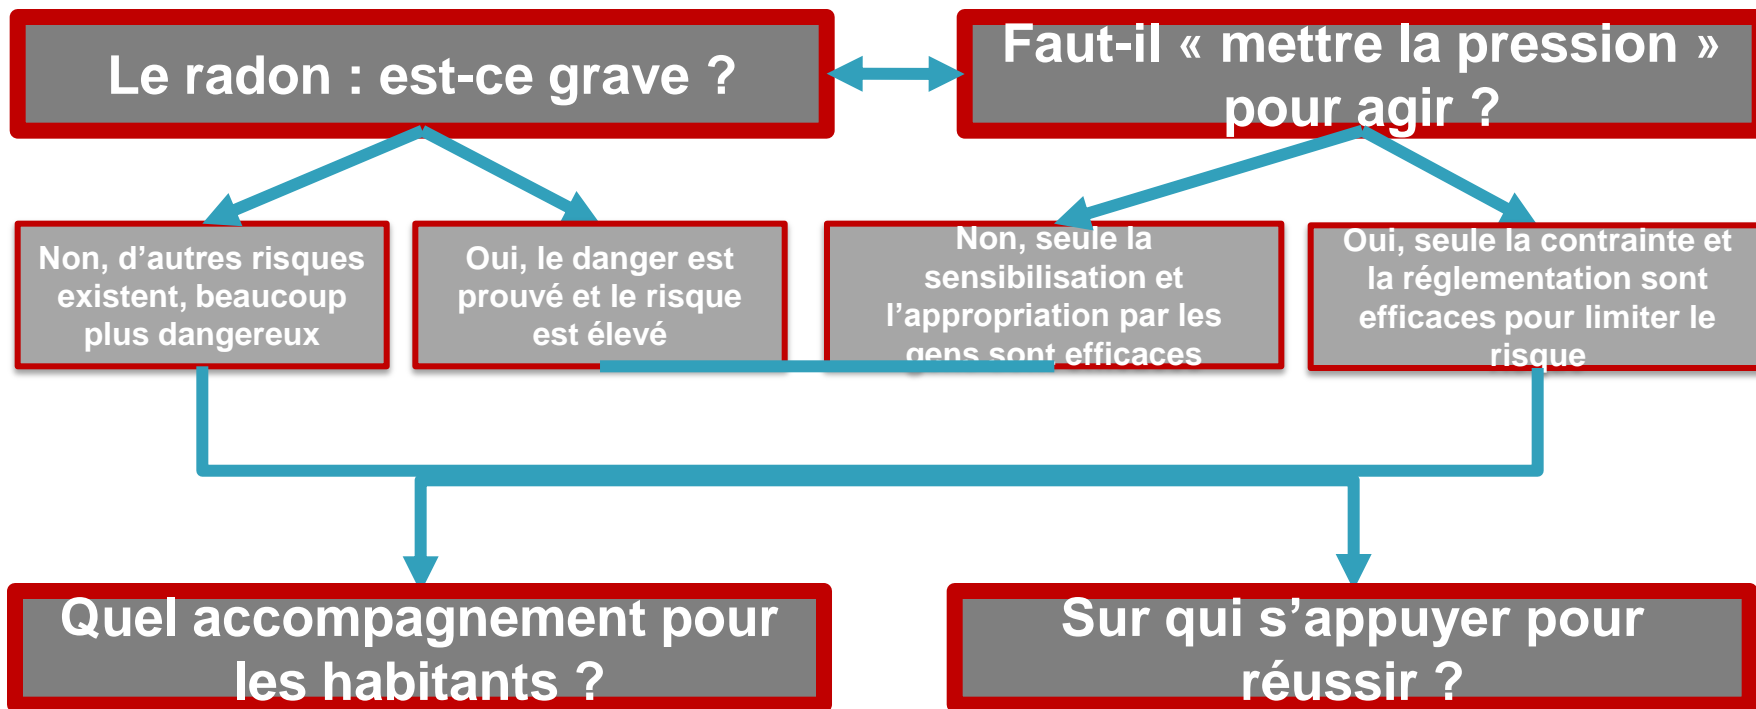 Le radon : est-ce grave ?
Faut-il « mettre la pression »
pour agir ?
Non, d’autres risques
existent, beaucoup
plus dangereux
Oui, le danger est
prouvé et le risque
est élevé
Non, seule la
sensibilisation et
l’appropriation par les
gens sont efficaces
Oui, seule la contrainte et
la réglementation sont
efficaces pour limiter le
risque
Quel accompagnement pour
les habitants ?
Sur qui s’appuyer pour
réussir ?